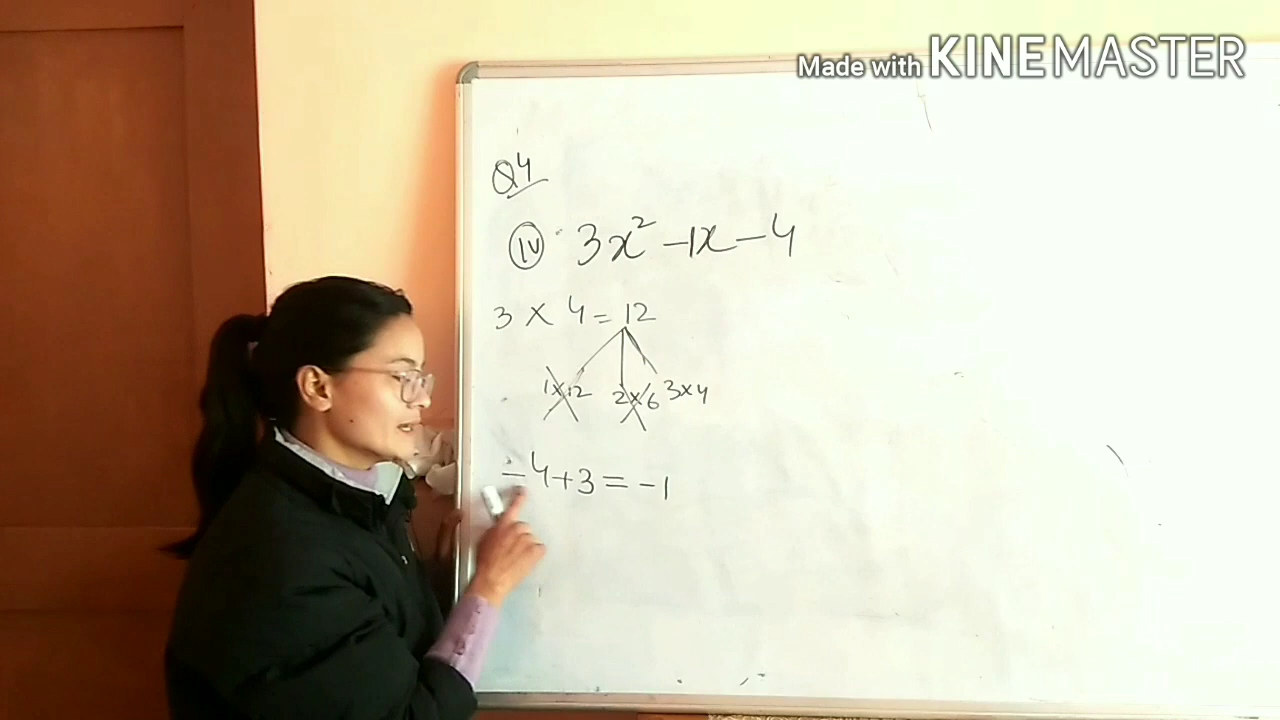 Made with KINEMASTER
Q4
(iv) 3x² -1x - 4
3 × 4 = 12
1×12 2×6 3×4
-4+3 = -1